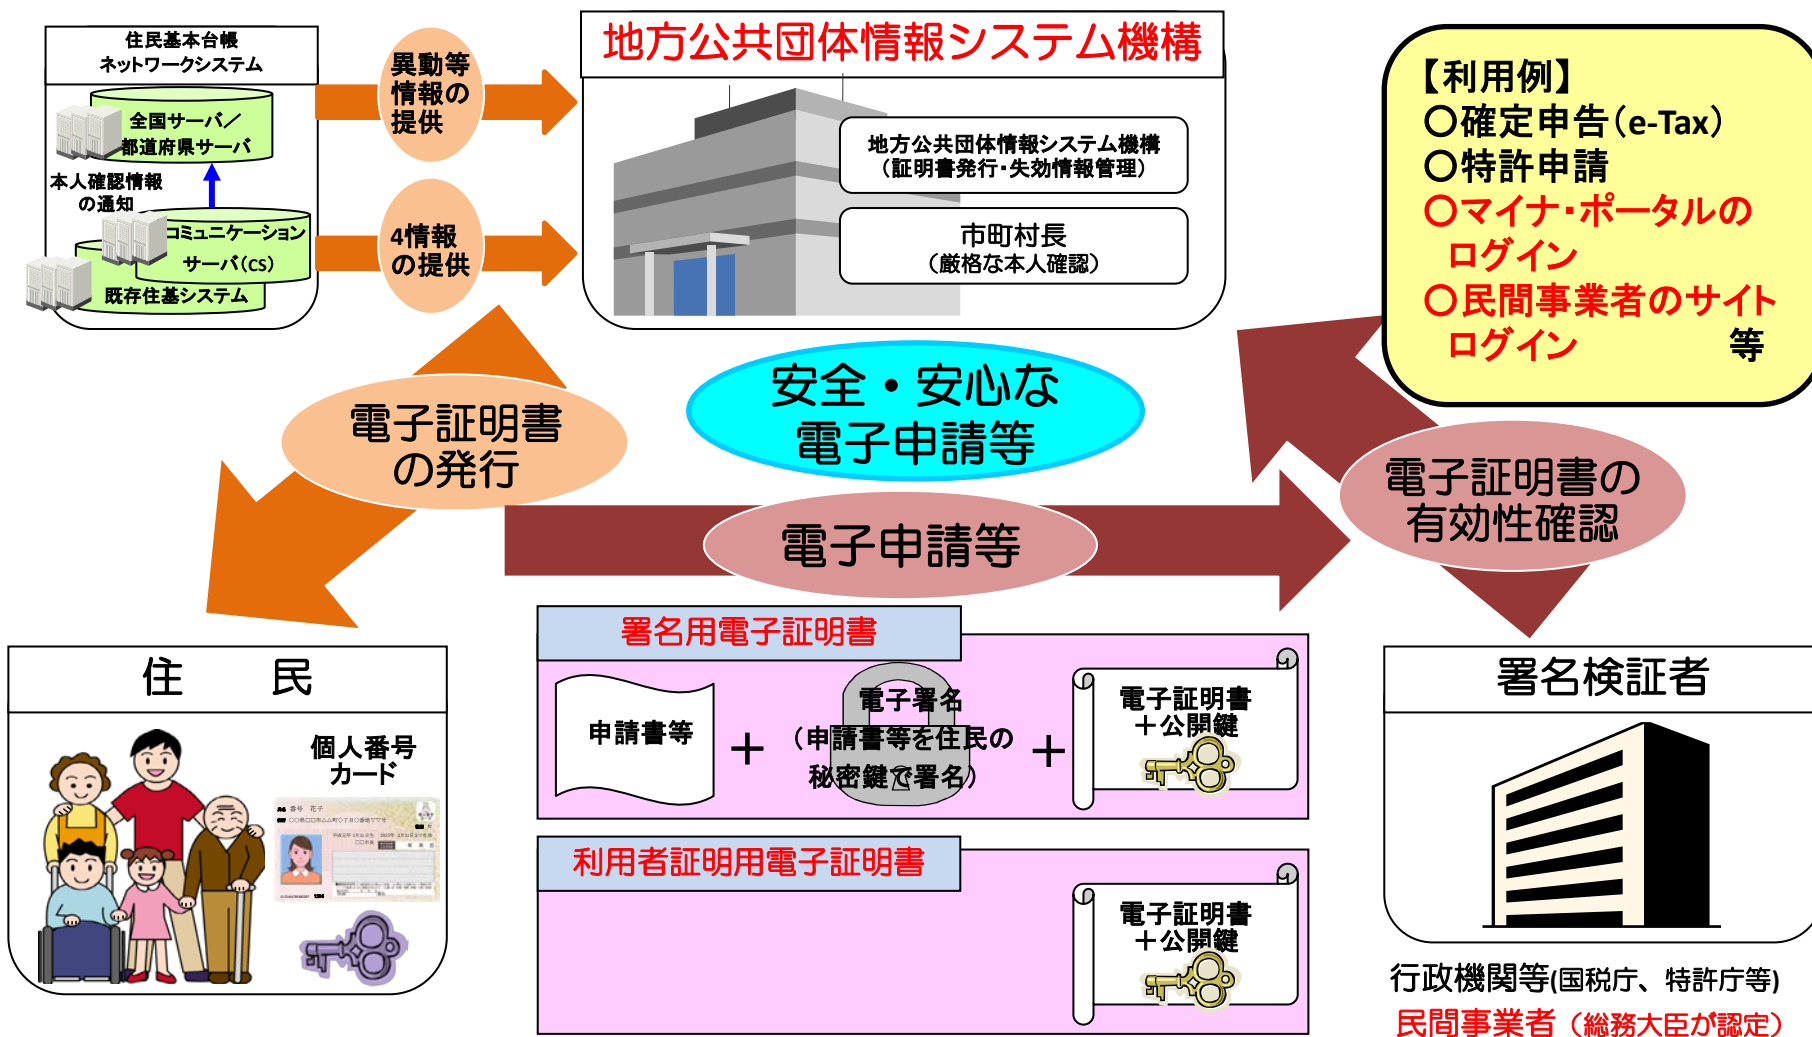 住民基本台帳
ネットワークシステム
全国サーバ／
都道府県サーバ
本人確認情報
の通知
コミュニケーション
サーバ(CS)
既存住基システム
異動等
情報の
提供
4情報
の提供
地方公共団体情報システム機構
地方公共団体情報システム機構
（証明書発行・失効情報管理）
市町村長
（厳格な本人確認）
【利用例】
○確定申告（e-Tax）
○特許申請
○マイナ・ポータルの
ログイン
○民間事業者のサイト
ログイン 等
安全・安心な
電子申請等
電子証明書
の発行
電子申請等
電子証明書の
有効性確認
住 民
個人番号
カード
番号 花子
○○県□□市△△町○丁目○番地▽▽号
署名用電子証明書
申請書等
＋
電子署名
（申請書等を住民の
秘密鍵で署名）
＋
電子証明書
＋公開鍵
利用者証明用電子証明書
電子証明書
＋公開鍵
署名検証者
行政機関等(国税庁、特許庁等)
民間事業者（総務大臣が認定）